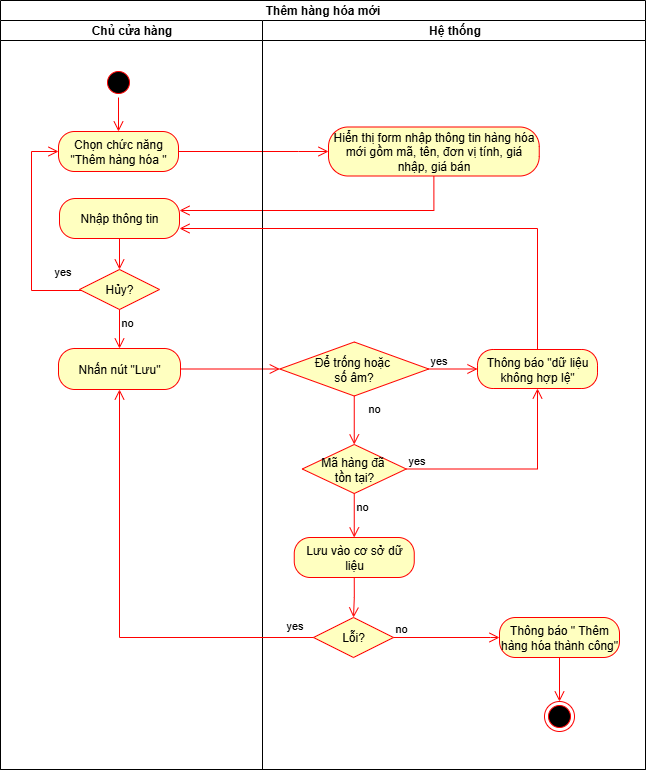 Thêm hàng hóa mới
Chủ cửa hàng
Hệ thống
Chọn chức năng
"Thêm hàng hóa "
Hiển thị form nhập thông tin hàng hóa
mới gồm mã, tên, đơn vị tính, giá
nhập, giá bán
Nhập thông tin
yes
Hủy?
no
Nhấn nút "Lưu"
Để trống hoặc
số âm?
yes
Thông báo "dữ liệu
không hợp lệ"
no
Mã hàng đã
tồn tại?
yes
no
Lưu vào cơ sở dữ
liệu
yes
Lỗi?
no
Thông báo " Thêm
hàng hóa thành công"